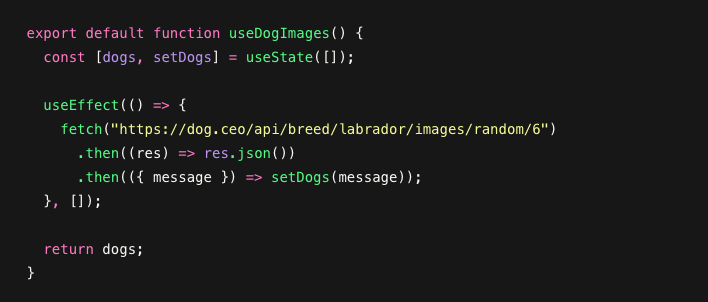 export default function useDogImages() {
  const [dogs, setDogs] = useState([]);

  useEffect(() => {
    fetch("https://dog.ceo/api/breed/labrador/images/random/6")
      .then((res) => res.json())
      .then(({ message }) => setDogs(message));
  }, []);

  return dogs;
}